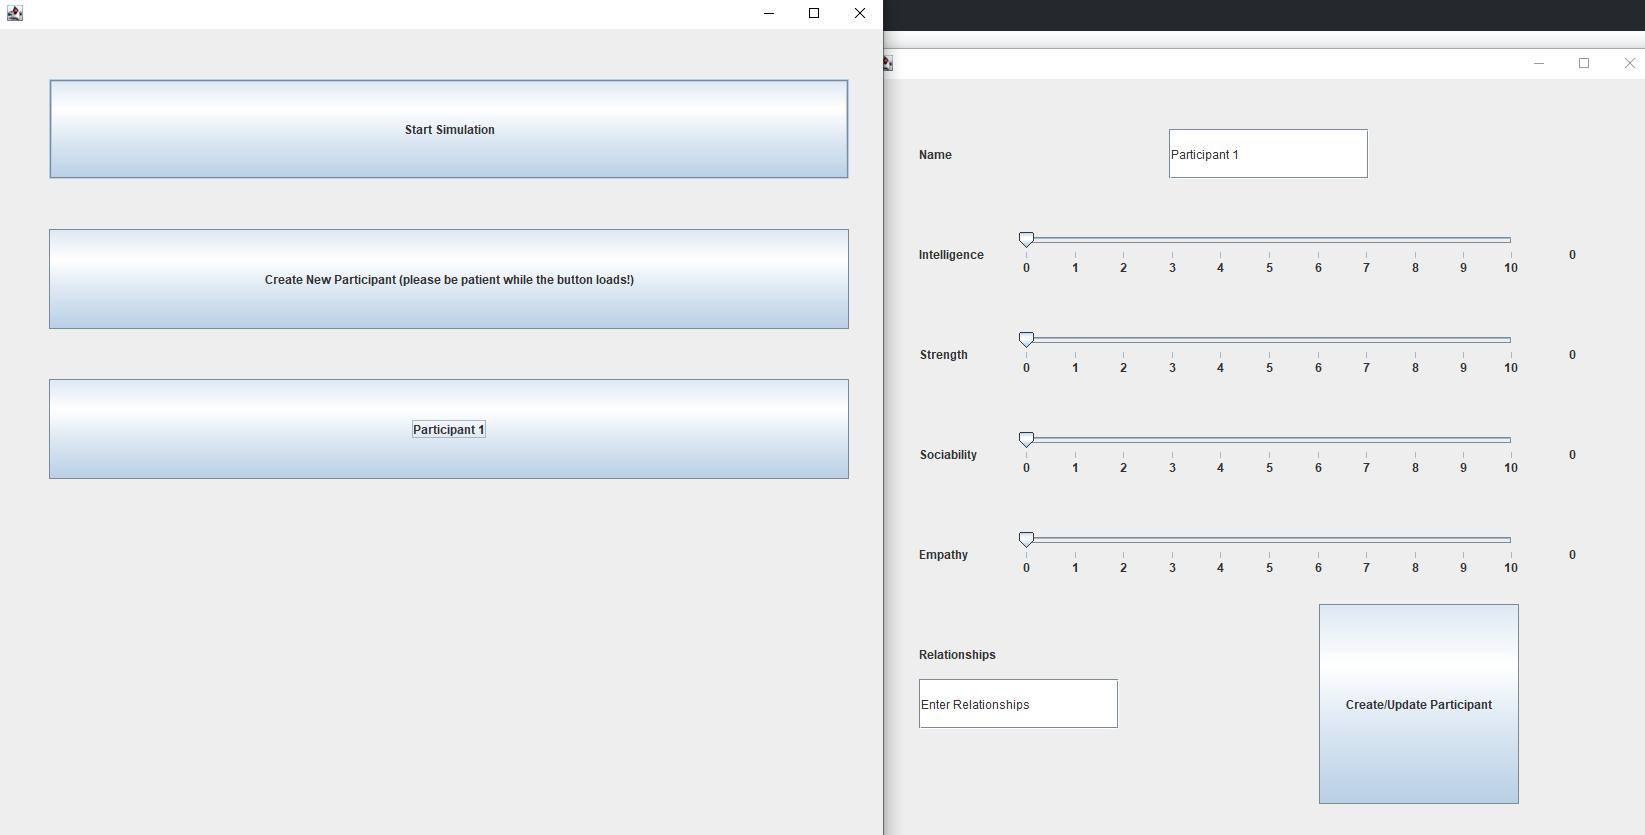 Start Simulation
Create New Participant (please be patient while the button loads!)
Participant 1
Name
Participant 1
Intelligence
0 1 2 3 4 5 6 7 8 9 10
0
Strength
0 1 2 3 4 5 6 7 8 9 10
0
Sociability
0 1 2 3 4 5 6 7 8 9 10
0
Empathy
0 1 2 3 4 5 6 7 8 9 10
0
Relationships
Enter Relationships
Create/Update Participant